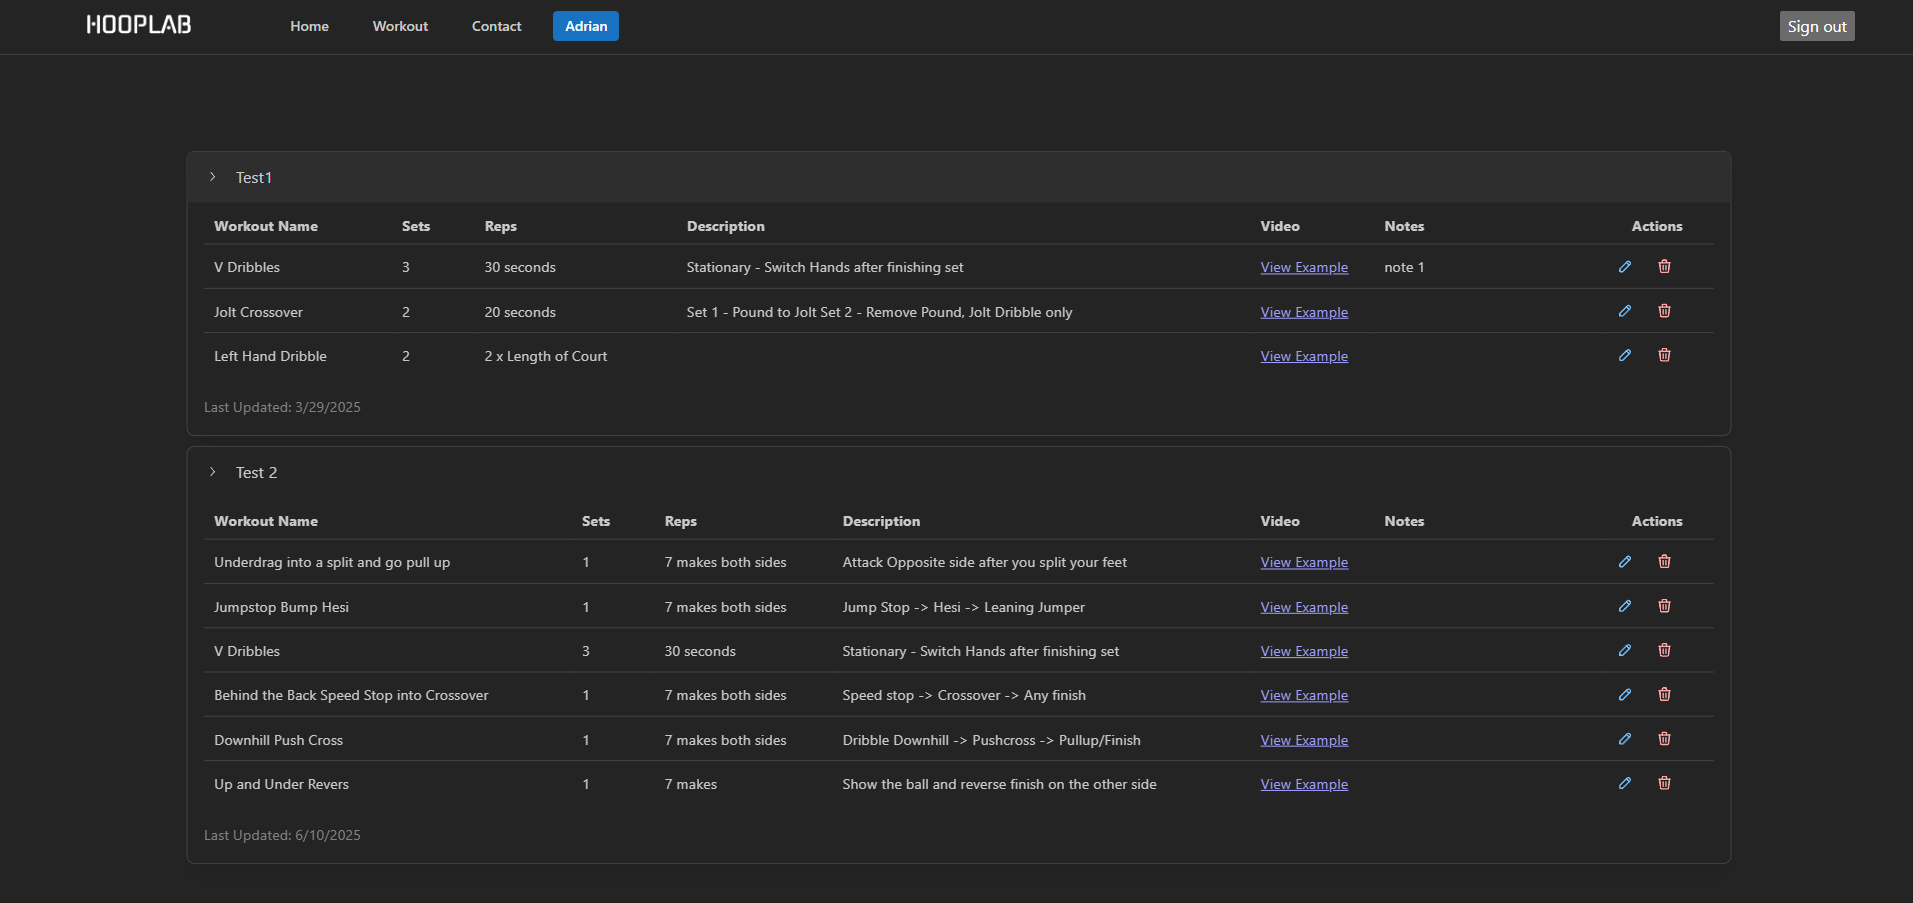 HOOPLAB Home Workout Contact Adrian Sign out
Test1
Workout Name Sets Reps Description Video Notes Actions
V Dribbles 3 30 seconds Stationary - Switch Hands after finishing set View Example note 1
Jolt Crossover 2 20 seconds Set 1 - Pound to Jolt Set 2 - Remove Pound, Jolt Dribble only View Example
Left Hand Dribble 2 2 x Length of Court View Example
Last Updated: 3/29/2025
Test 2
Workout Name Sets Reps Description Video Notes Actions
Underdrag into a split and go pull up 1 7 makes both sides Attack Opposite side after you split your feet View Example
Jumpstop Bump Hesi 1 7 makes both sides Jump Stop -> Hesi -> Leaning Jumper View Example
V Dribbles 3 30 seconds Stationary - Switch Hands after finishing set View Example
Behind the Back Speed Stop into Crossover 1 7 makes both sides Speed stop -> Crossover -> Any finish View Example
Downhill Push Cross 1 7 makes both sides Dribble Downhill -> Pushcross -> Pullup/Finish View Example
Up and Under Revers 1 7 makes Show the ball and reverse finish on the other side View Example
Last Updated: 6/10/2025